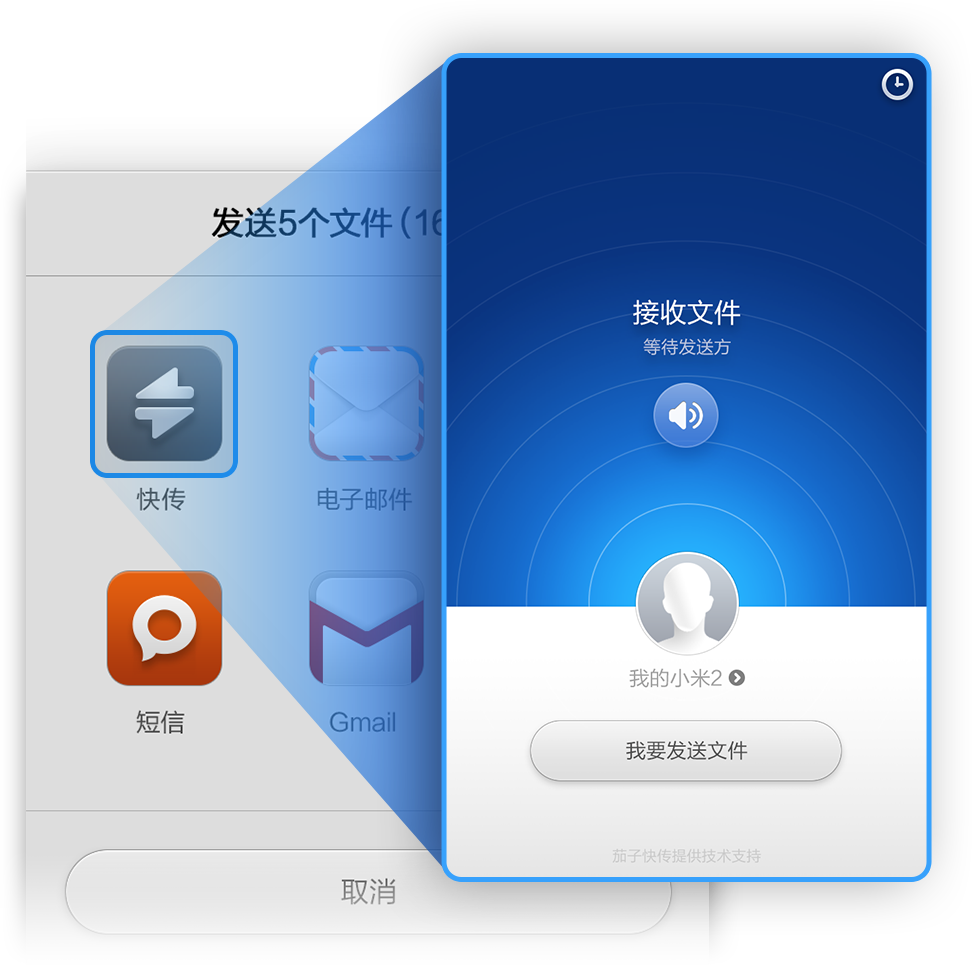 发送5个文件(16
快传
电子邮件
短信
Gmail
取消
接收文件
等待发送方
我的小米2
我要发送文件
茄子快传提供技术支持